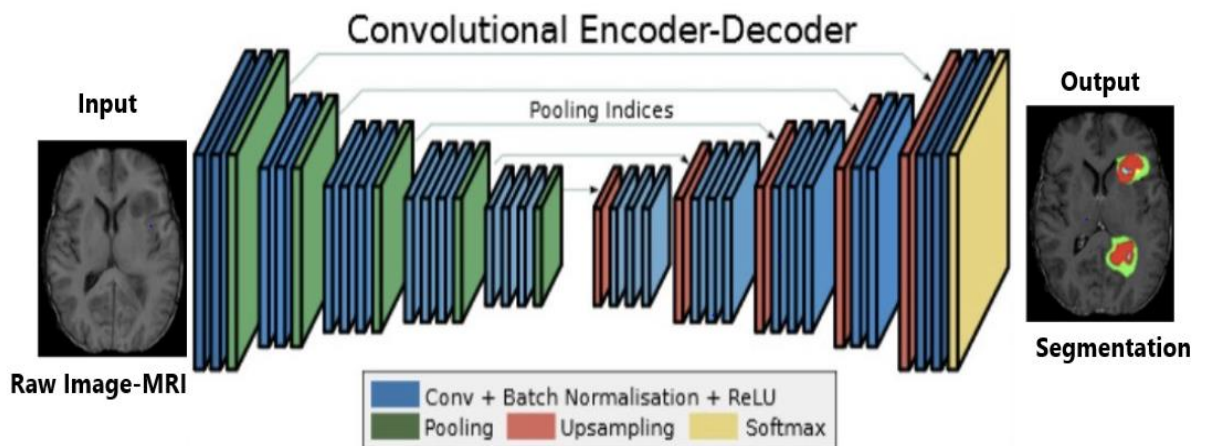 Convolutional Encoder-Decoder
Input
Output
Pooling Indices
Raw Image-MRI
Segmentation
Conv + Batch Normalisation + ReLU
Pooling Upsampling Softmax